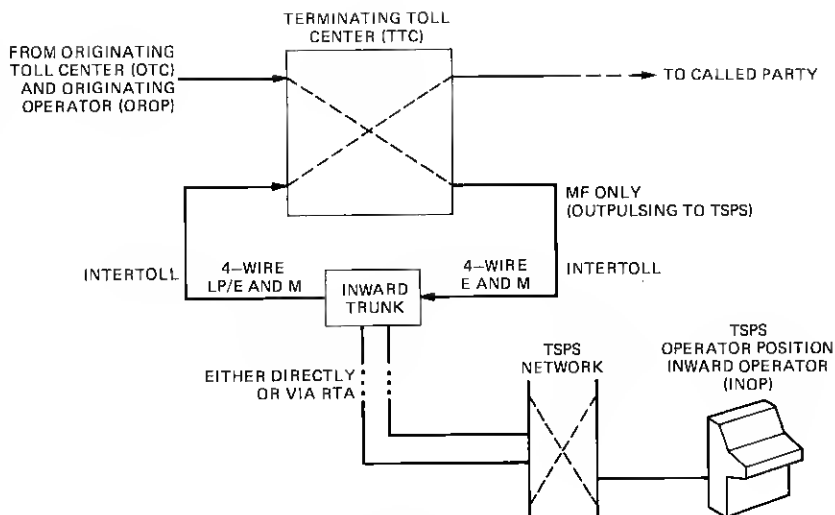 TERMINATING TOLL
CENTER (TTC)
FROM ORIGINATING
TOLL CENTER (OTC)
AND ORIGINATING
OPERATOR (OROP)
TO CALLED PARTY
MF ONLY
(OUTPULSING TO TSPS)
INTERTOLL
4-WIRE
LP/E AND M
INWARD
TRUNK
4-WIRE
E AND M
INTERTOLL
EITHER DIRECTLY
OR VIA RTA
TSPS
NETWORK
TSPS
OPERATOR POSITION
INWARD OPERATOR
(INOP)